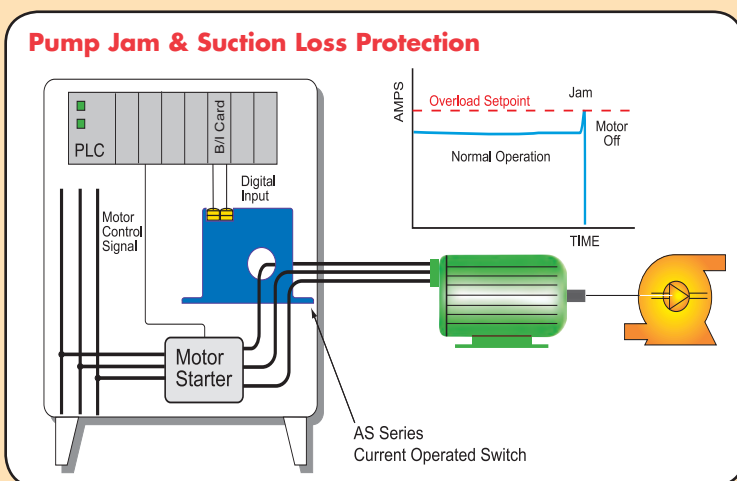 Pump Jam & Suction Loss Protection
PLC
B/I Card
Digital
Input
Motor
Control
Signal
Motor
Starter
AS Series
Current Operated Switch
AMPS
Overload Setpoint
Jam
Normal Operation
Motor
Off
TIME